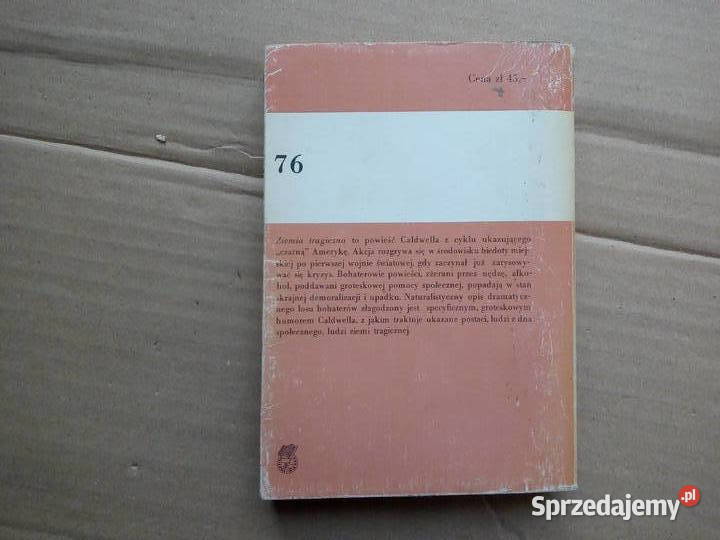 Cena zł 45,-
76
Ziemia tragiczna to powieść Caldwella z cyklu ukazującego
„czarną" Amerykę. Akcja rozgrywa się w środowisku biedoty miej-
skiej po pierwszej wojnie światowej, gdy zaczynał już zarysowy-
wać się kryzys. Bohaterowie powieści, zżerani przez nędzę, alko-
hol, poddawani groteskowej pomocy społecznej, popadają w stan
skrajnej demoralizacji i upadku. Naturalistyczny opis dramatycz-
nego losu bohaterów złagodzony jest specyficznym, groteskowym
humorem Caldwella, z jakim traktuje ukazane postaci, ludzi z dna
społecznego, ludzi ziemi tragicznej
Sprzedajemy.pl